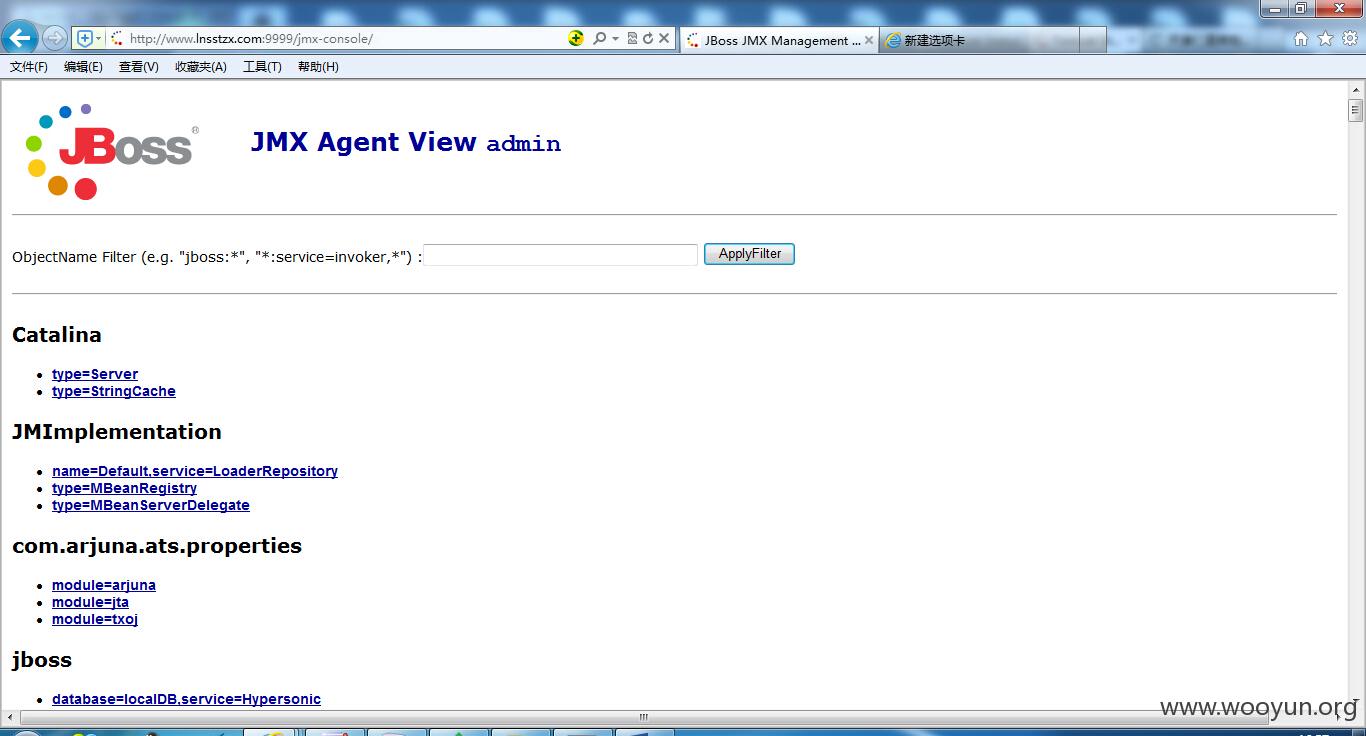 http://www.lnsstzx.com:9999/jmx-console/
JBoss JMX Management ...
新建选项卡
文件(F) 编辑(E) 查看(V) 收藏夹(A) 工具(T) 帮助(H)
JBoss®
JMX Agent View admin
ObjectName Filter (e.g. "jboss:*", "*:service=invoker,*") : ApplyFilter
Catalina
type=Server
type=StringCache
JMImplementation
name=Default,service=LoaderRepository
type=MBeanRegistry
type=MBeanServerDelegate
com.arjuna.ats.properties
module=arjuna
module=jta
module=txoj
jboss
database=localDB,service=Hypersonic
www.wooyun.org